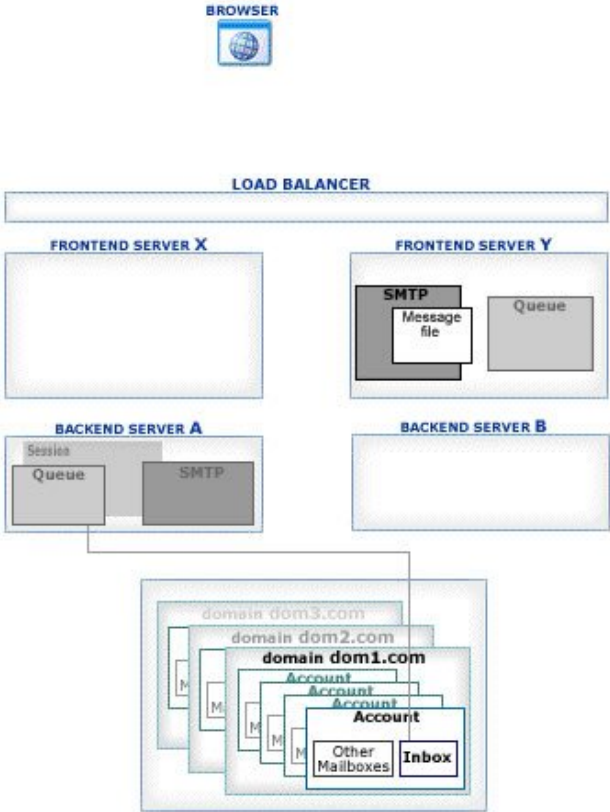 BROWSER
LOAD BALANCER
FRONTEND SERVER X
FRONTEND SERVER Y
SMTP
Message
file
Queue
BACKEND SERVER A
BACKEND SERVER B
Session
Queue
SMTP
domain dom3.com
domain dom2.com
domain dom1.com
Account
Account
Account
Account
M
M
M
M
M
Other
Mailboxes
Inbox